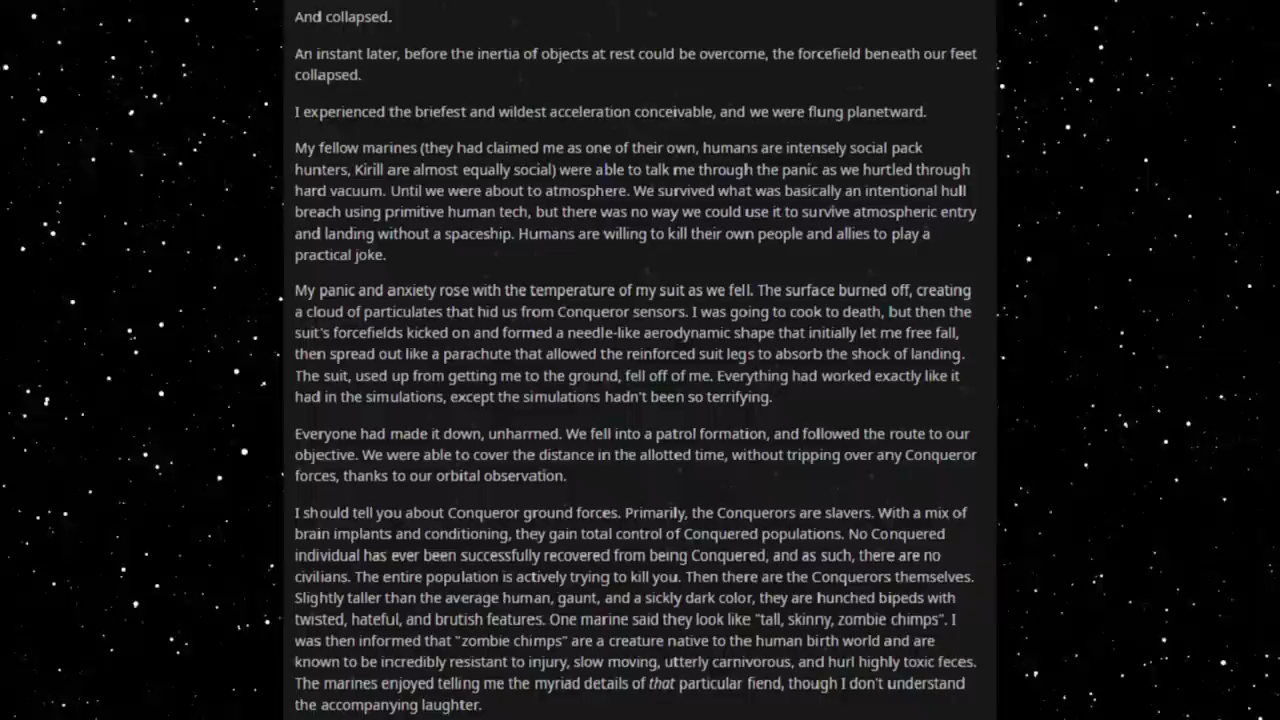 And collapsed.
An instant later, before the inertia of objects at rest could be overcome, the forcefield beneath our feet
collapsed.
I experienced the briefest and wildest acceleration conceivable, and we were flung planetward.
My fellow marines (they had claimed me as one of their own, humans are intensely social pack
hunters, Kirill are almost equally social) were able to talk me through the panic as we hurtled through
hard vacuum. Until we were about to atmosphere. We survived what was basically an intentional hull
breach using primitive human tech, but there was no way we could use it to survive atmospheric entry
and landing without a spaceship. Humans are willing to kill their own people and allies to play a
practical joke.
My panic and anxiety rose with the temperature of my suit as we fell. The surface burned off, creating
a cloud of particulates that hid us from Conqueror sensors. I was going to cook to death, but then the
suit's forcefields kicked on and formed a needle-like aerodynamic shape that initially let me free fall,
then spread out like a parachute that allowed the reinforced suit legs to absorb the shock of landing.
The suit, used up from getting me to the ground, fell off of me. Everything had worked exactly like it
had in the simulations, except the simulations hadn't been so terrifying.
Everyone had made it down, unharmed. We fell into a patrol formation, and followed the route to our
objective. We were able to cover the distance in the allotted time, without tripping over any Conqueror
forces, thanks to our orbital observation.
I should tell you about Conqueror ground forces. Primarily, the Conquerors are slavers. With a mix of
brain implants and conditioning, they gain total control of Conquered populations. No Conquered
individual has ever been successfully recovered from being Conquered, and as such, there are no
civilians. The entire population is actively trying to kill you. Then there are the Conquerors themselves.
Slightly taller than the average human, gaunt, and a sickly dark color, they are hunched bipeds with
twisted, hateful, and brutish features. One marine said they look like "tall, skinny, zombie chimps". I
was then informed that "zombie chimps" are a creature native to the human birth world and are
known to be incredibly resistant to injury, slow moving, utterly carnivorous, and hurl highly toxic feces.
The marines enjoyed telling me the myriad details of that particular fiend, though I don't understand
the accompanying laughter.